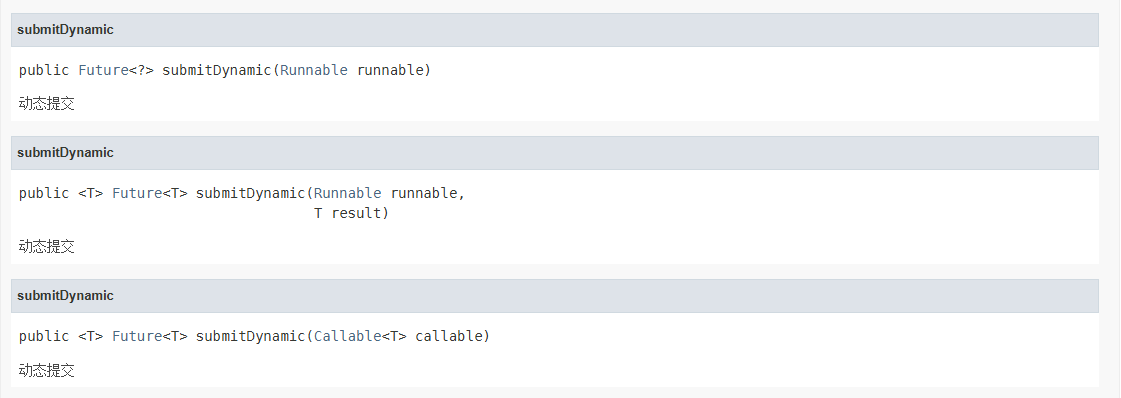 submitDynamic
public Future<?> submitDynamic(Runnable runnable)
动态提交
submitDynamic
public <T> Future<T> submitDynamic(Runnable runnable,
T result)
动态提交
submitDynamic
public <T> Future<T> submitDynamic(Callable<T> callable)
动态提交